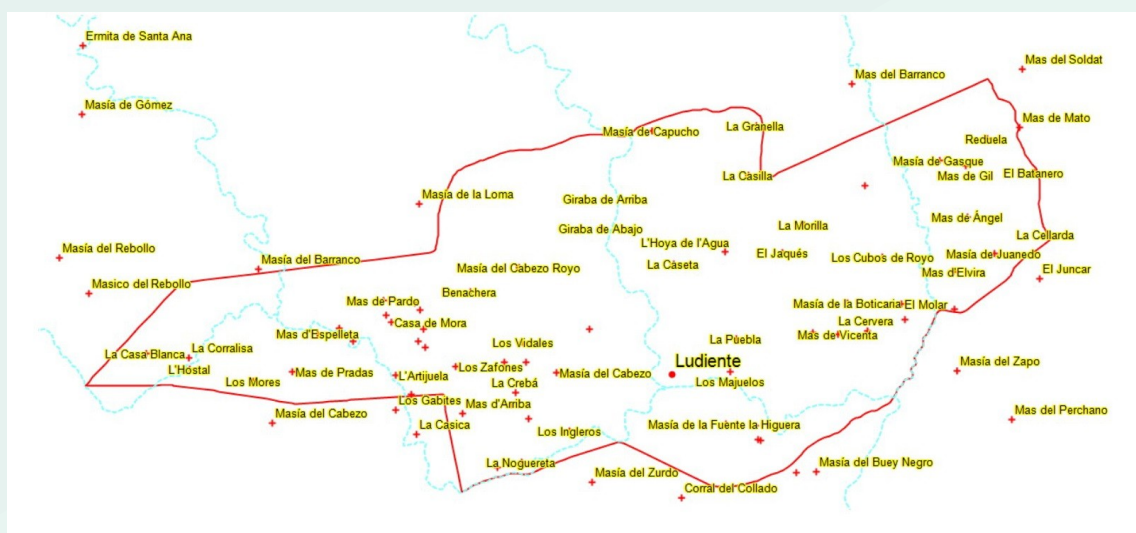 Ermita de Santa Ana
Mas del Soldat
Mas del Barranco
Masía de Gómez
Mas de Mato
La Granella
Masía de Capucho
Reduela
Masía de Gasque
Mas de Gil
El Batanero
La Casilla
Masía de la Loma
Giraba de Arriba
Mas de Ángel
La Morilla
Giraba de Abajo
La Cellarda
L'Hoya de l'Agua
Masía del Rebollo
El Jaqués
Los Cubos de Royo
Masía de Juanedo
Masía del Barranco
Masía del Cabezo Royo
La Caseta
Mas d'Elvira
El Juncar
Masico del Rebollo
Benachera
Mas de Pardo
Masía de la Boticaria
El Molar
Casa de Mora
La Cervera
Mas d'Espelleta
Mas de Vicenta
Los Vidales
La Puebla
La Casa Blanca
La Corralisa
Ludiente
Masía del Zapo
L'Hostal
Mas de Pradas
L'Artijuela
Los Zafones
Masía del Cabezo
Los Mores
La Crebá
Los Majuelos
Masía del Cabezo
Los Gabites
Mas d'Arriba
Mas del Perchano
La Casica
Los Ingleros
Masía de la Fuente la Higuera
La Noguereta
Masía del Zurdo
Masía del Buey Negro
Corral del Collado